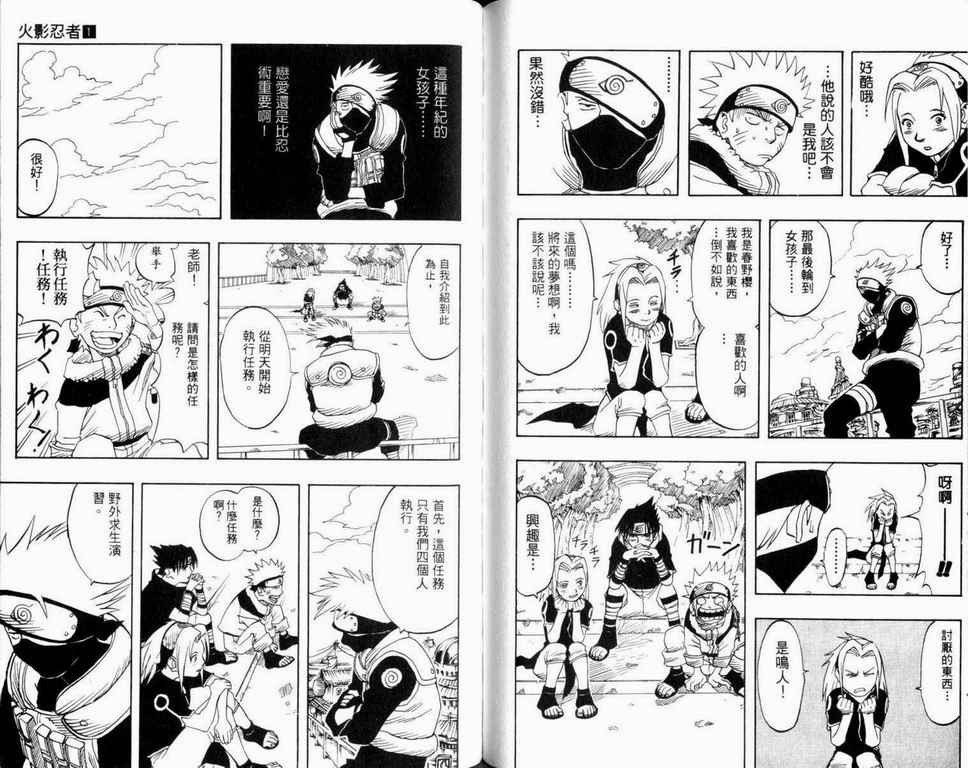 火影忍者 1
好酷哦…
…他說的人該不會
是我吧…
………
果然沒錯…
好了…
那最後輪到
女孩子……
我是春野櫻
我喜歡的東西
…倒不如說，
喜歡的人啊
…
チラ
這個嗎………
將來的夢想啊，我
該不該說呢…
呀啊
!!
…………
討厭的東西…
是鳴人！
ガーン
チラ
チラ
興趣是…
這種年紀的
女孩子……
戀愛還是比忍
術重要啊！
很好！
自我介紹到此
為止，
從明天開始
執行任務。
老師！
請問是怎樣的任
務呢？
舉手
執行任務
！任務！
わく
わく
首先，這個任務
只有我們四個人
執行。
是什麼？
什麼任務
啊？
野外求生演
習。